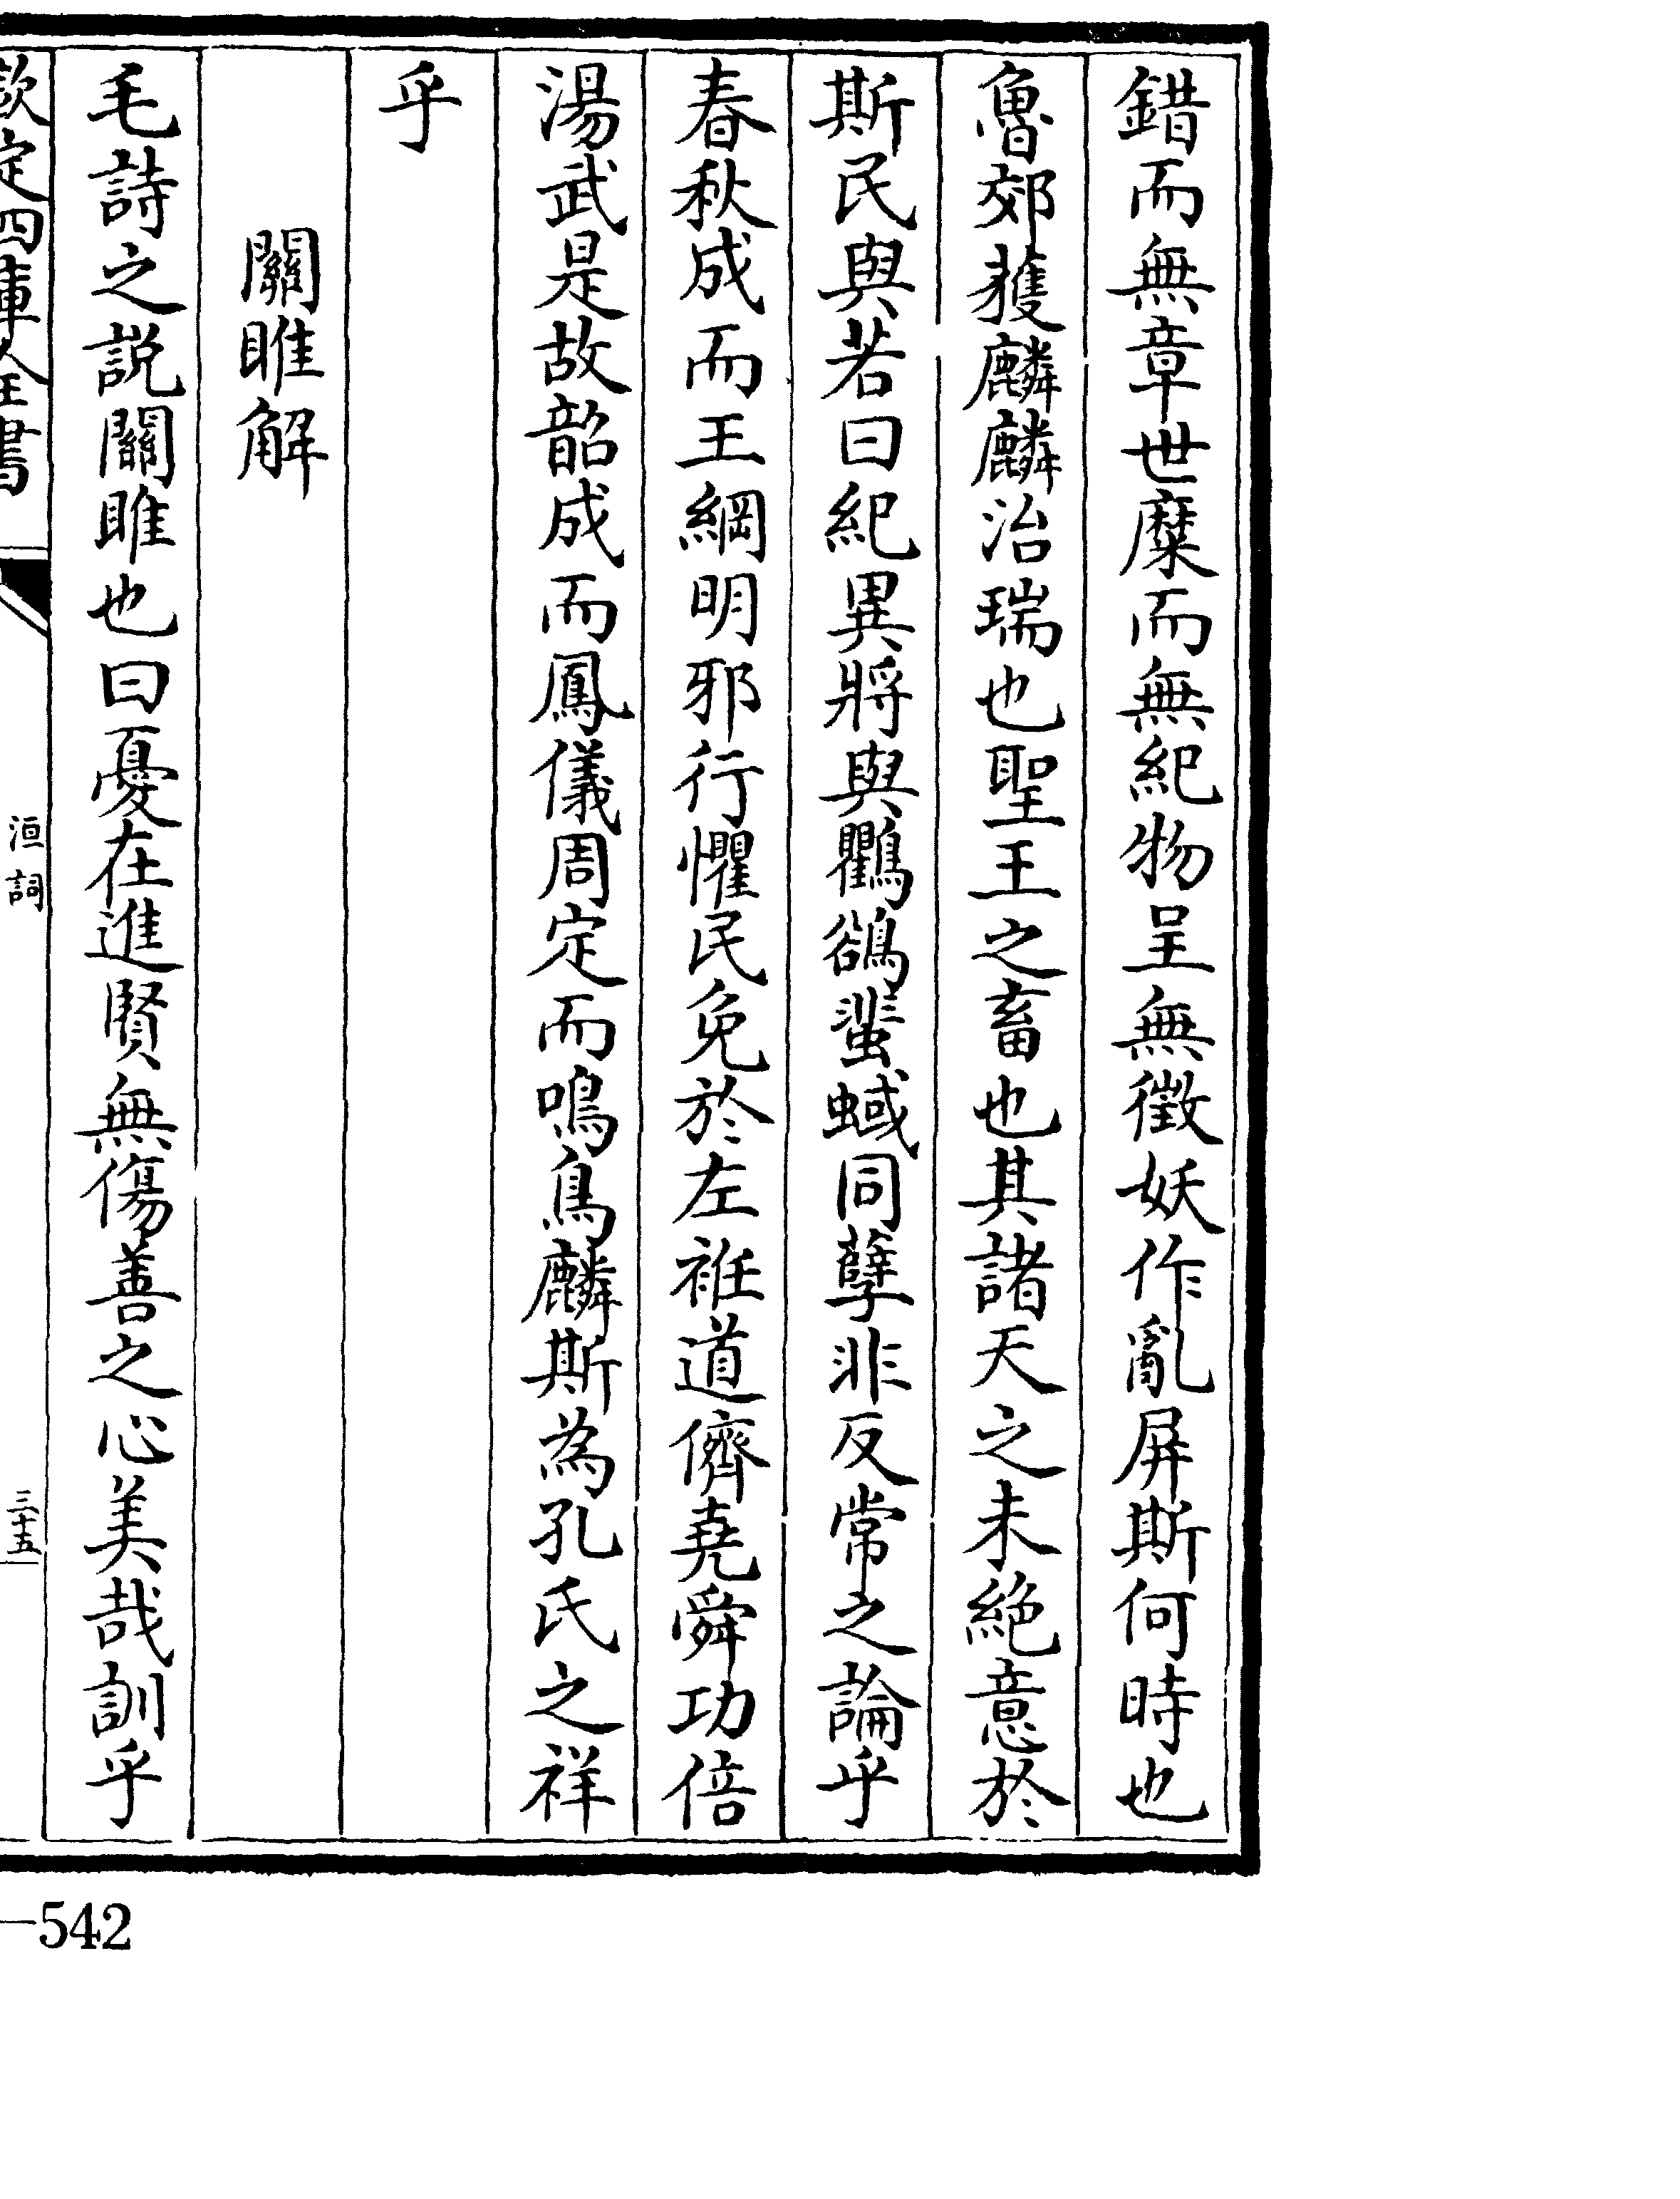 錯而無章世糜而無紀物呈無徵妖作亂屏斯何時也
魯郊獲麟麟治瑞也聖王之畜也其諸天之未絕意於
斯民與若曰紀異將與鸜鵒蜚蜮同孽非反常之論乎
春秋成而王綱明邪行懼民免於左袵道儕堯舜功倍
湯武是故韶成而鳳儀周定而鳴鳥麟斯為孔氏之祥
乎
關雎解
毛詩之説關雎也曰憂在進賢無傷善之心美哉訓乎
欽定四庫全書
洹詞
三十五
—542